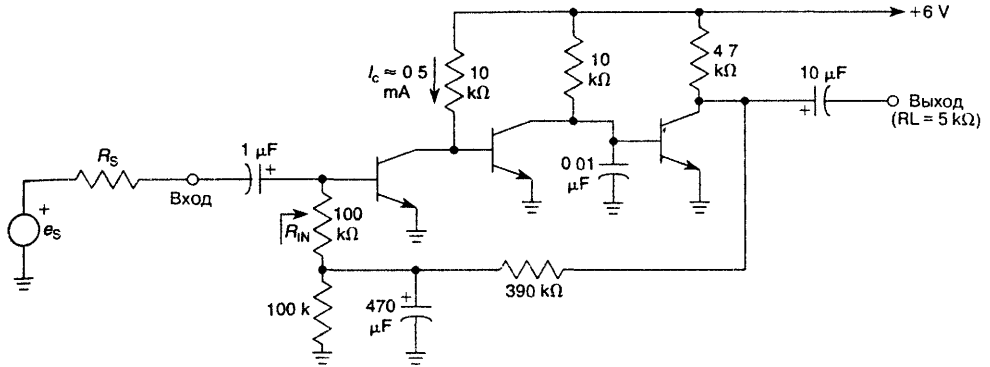 +6 V
I_c ≈ 0 5
mA
10
kΩ
10
kΩ
4 7
kΩ
10 μF
+
Выход
(RL = 5 kΩ)
R_S
Вход
1 μF
+
0 01
μF
+
e_S
R_IN
100
kΩ
390 kΩ
100 k
470
μF
+